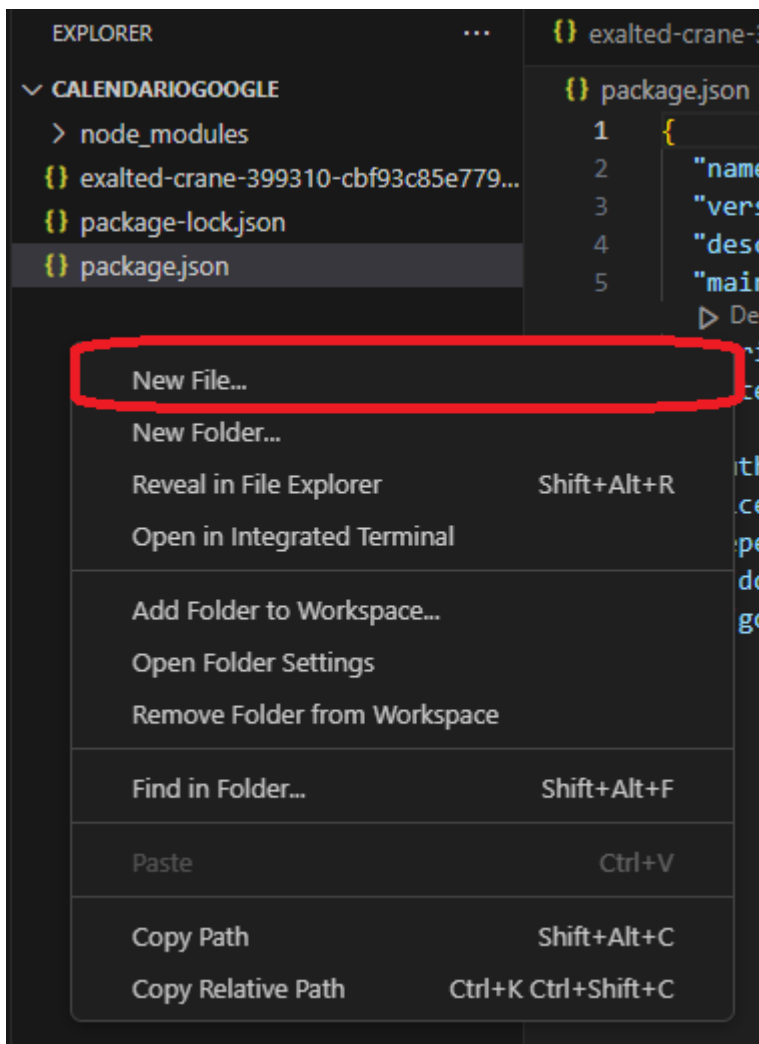 EXPLORER ...
{} exalted-crane-3
CALENDARIOGOOGLE
{} package.json
node_modules
{} exalted-crane-399310-cbf93c85e779...
{} package-lock.json
{} package.json
1 {
2 "name
3 "vers
4 "desc
5 "main
De
New File...
New Folder...
Reveal in File Explorer Shift+Alt+R
Open in Integrated Terminal
Add Folder to Workspace...
Open Folder Settings
Remove Folder from Workspace
Find in Folder... Shift+Alt+F
Paste Ctrl+V
Copy Path Shift+Alt+C
Copy Relative Path Ctrl+K Ctrl+Shift+C